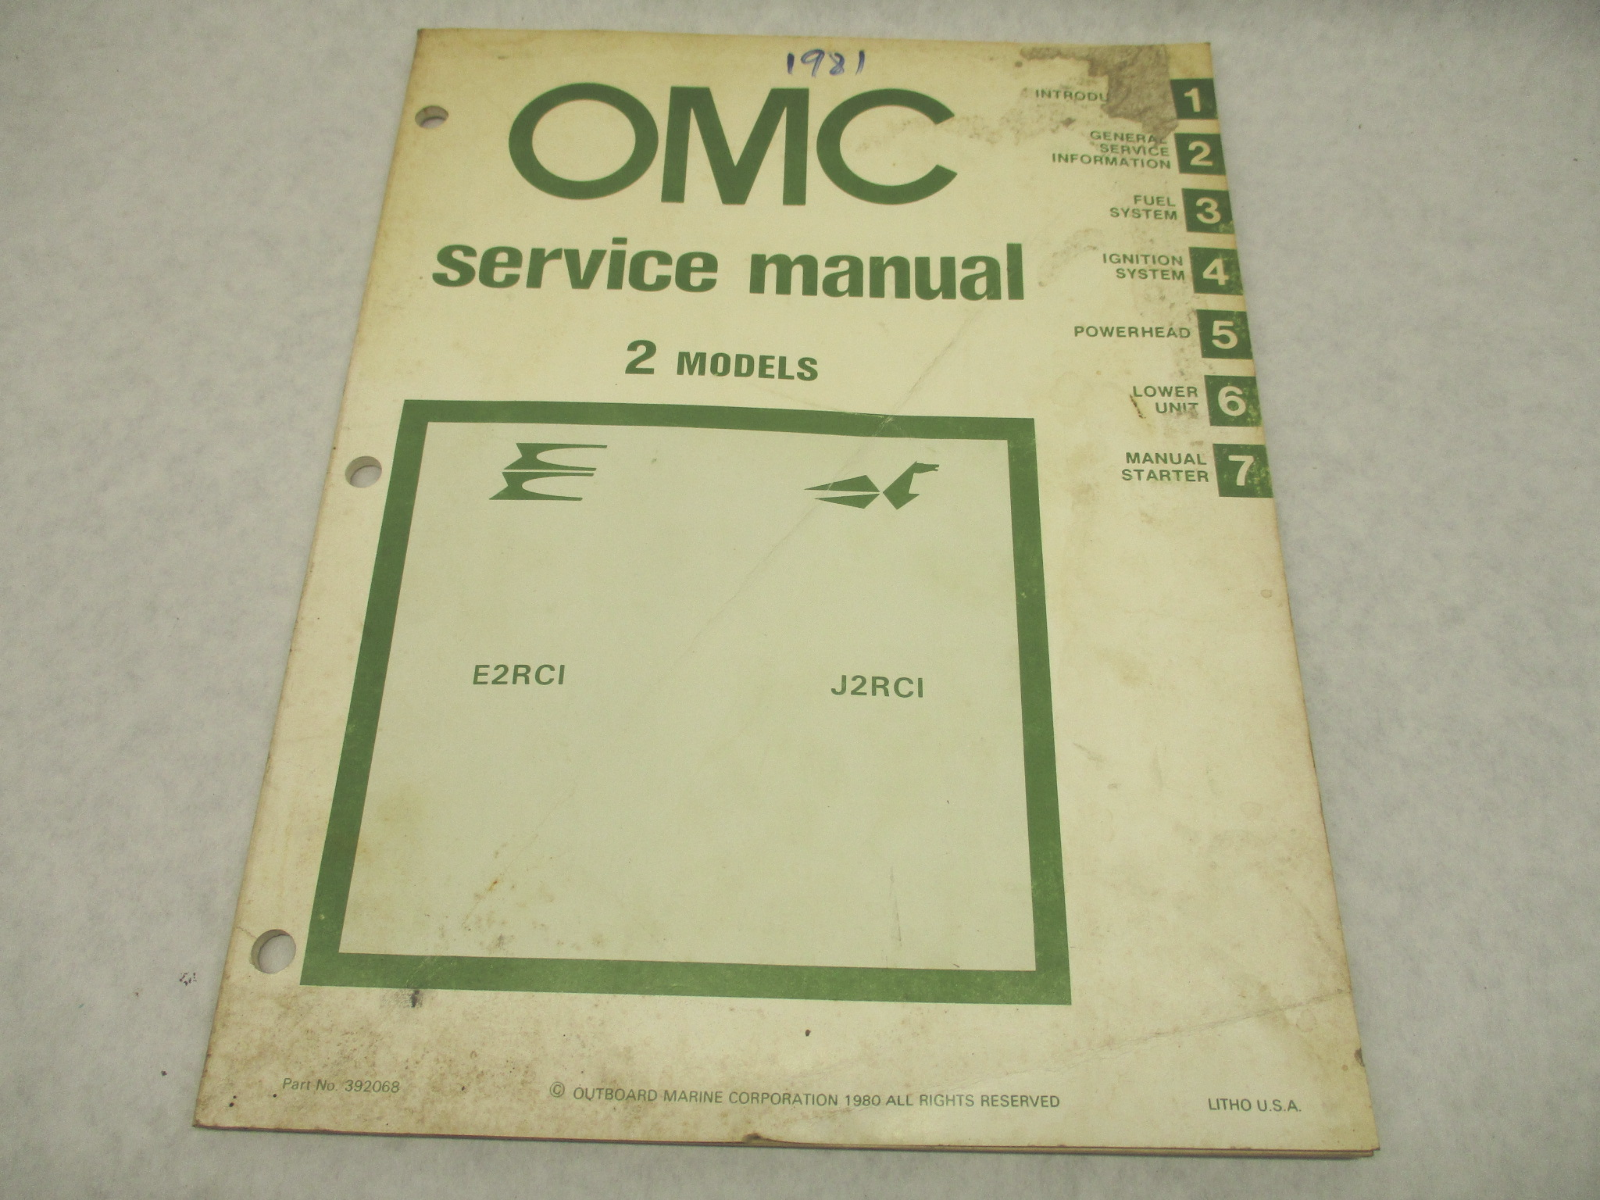 1981
OMC
service manual
2 MODELS
E2RCI
J2RCI
INTRODU
1
GENERAL
SERVICE
INFORMATION
2
FUEL
SYSTEM
3
IGNITION
SYSTEM
4
POWERHEAD
5
LOWER
UNIT
6
MANUAL
STARTER
7
Part No. 392068
© OUTBOARD MARINE CORPORATION 1980 ALL RIGHTS RESERVED
LITHO U.S.A.